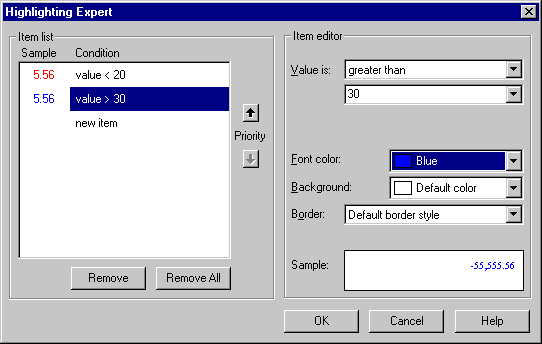 Highlighting Expert
Item list
Sample Condition
5.56 value < 20
5.56 value > 30
new item
Priority
Remove Remove All
Item editor
Value is: greater than
30
Font color: Blue
Background: Default color
Border: Default border style
Sample: -55,555.56
OK Cancel Help